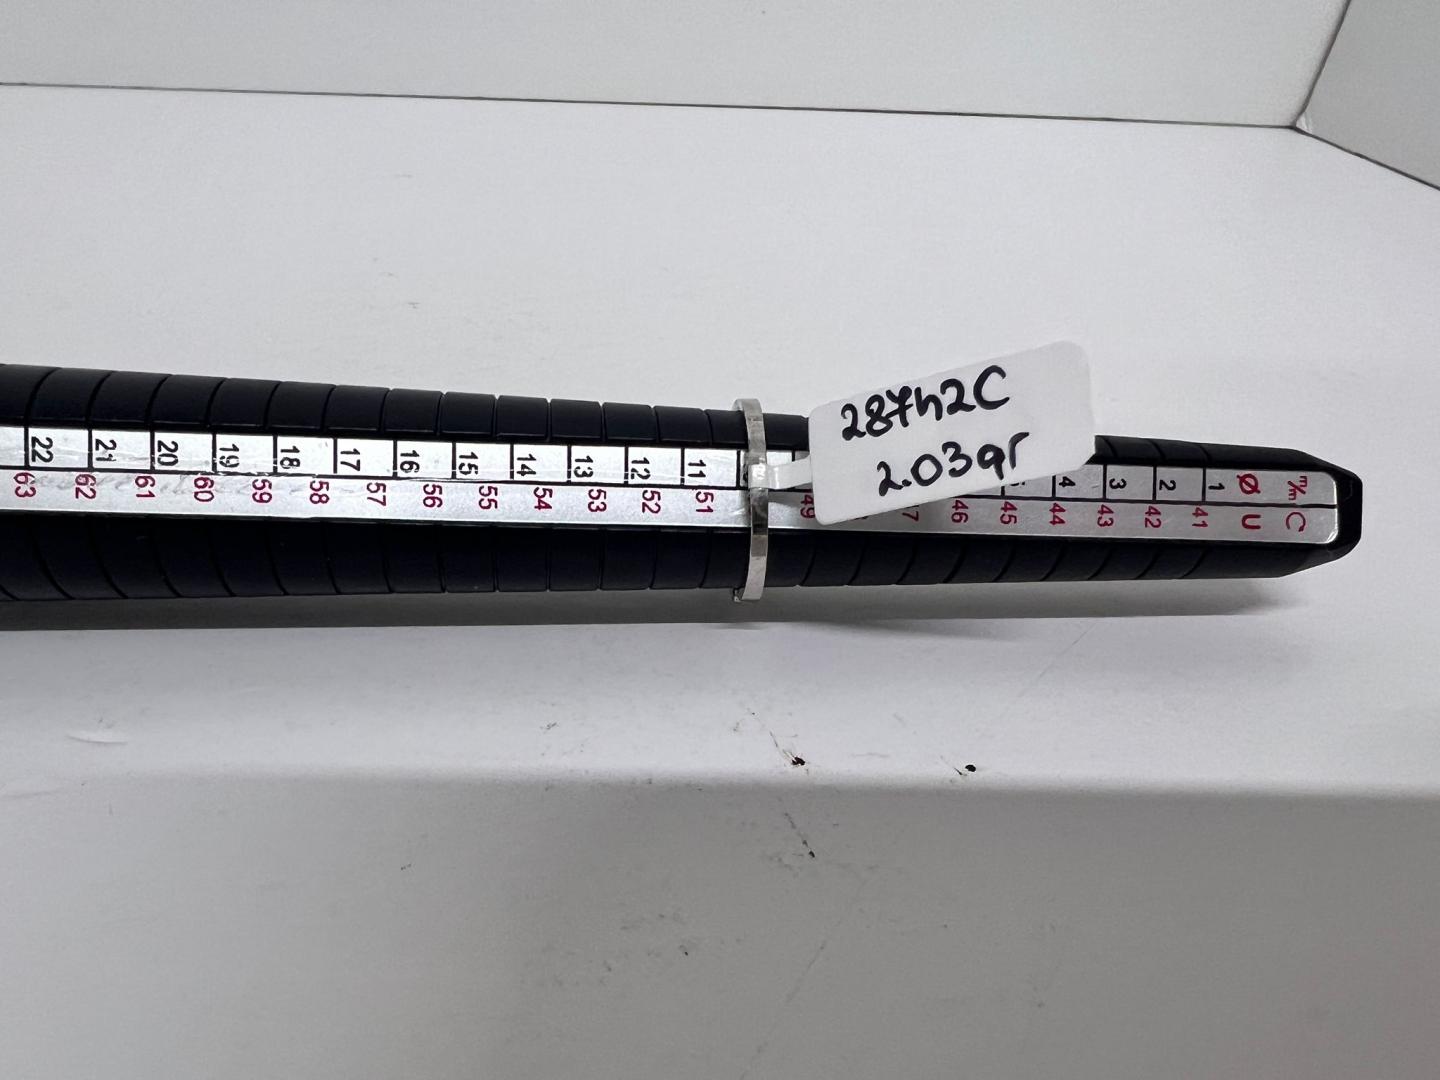 28742C
2.03gr
22 21 20 19 18 17 16 15 14 13 12 11 4 3 2 1 Ø m/m
63 62 61 60 59 58 57 56 55 54 53 52 51 49 46 45 44 43 42 41 U C